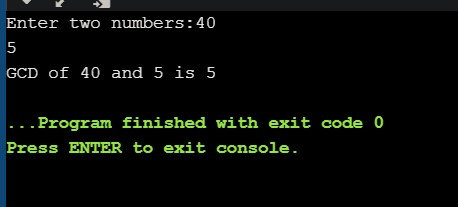 Enter two numbers:40
5
GCD of 40 and 5 is 5
...Program finished with exit code 0
Press ENTER to exit console.